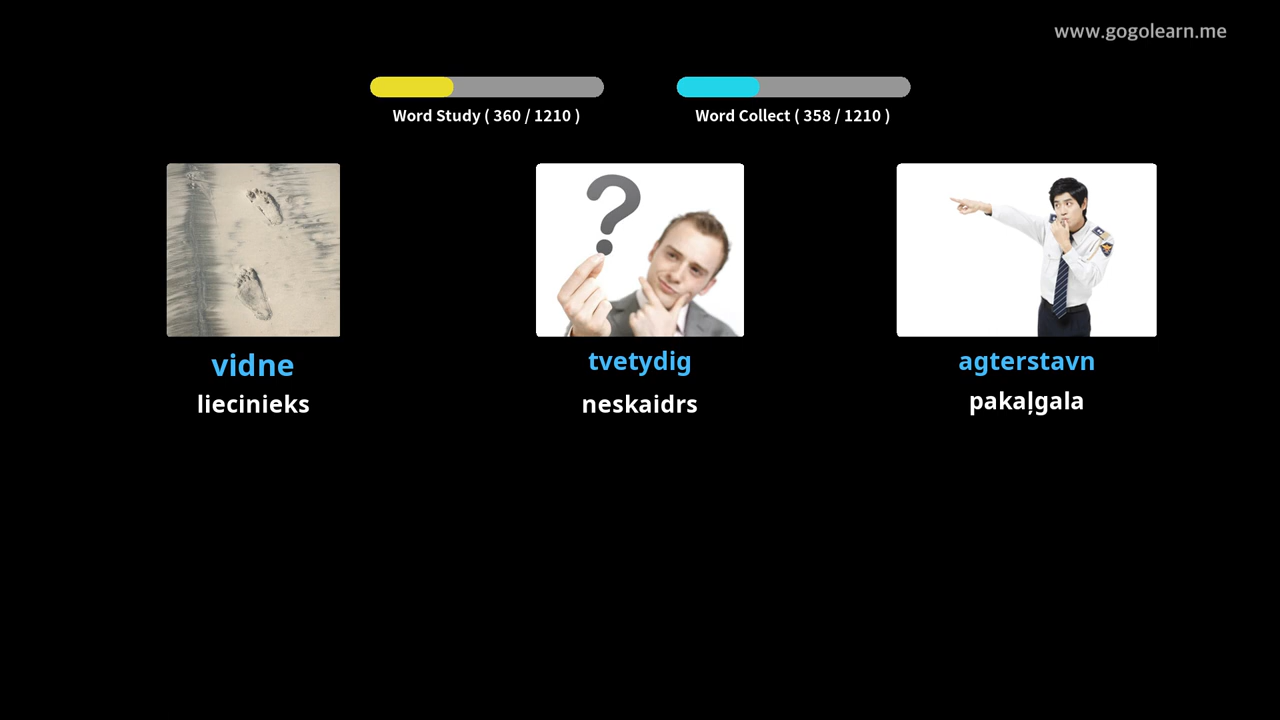 www.gogolearn.me
Word Study ( 360 / 1210 )
Word Collect ( 358 / 1210 )
vidne
liecinieks
tvetydig
neskaidrs
agterstavn
pakaļgala